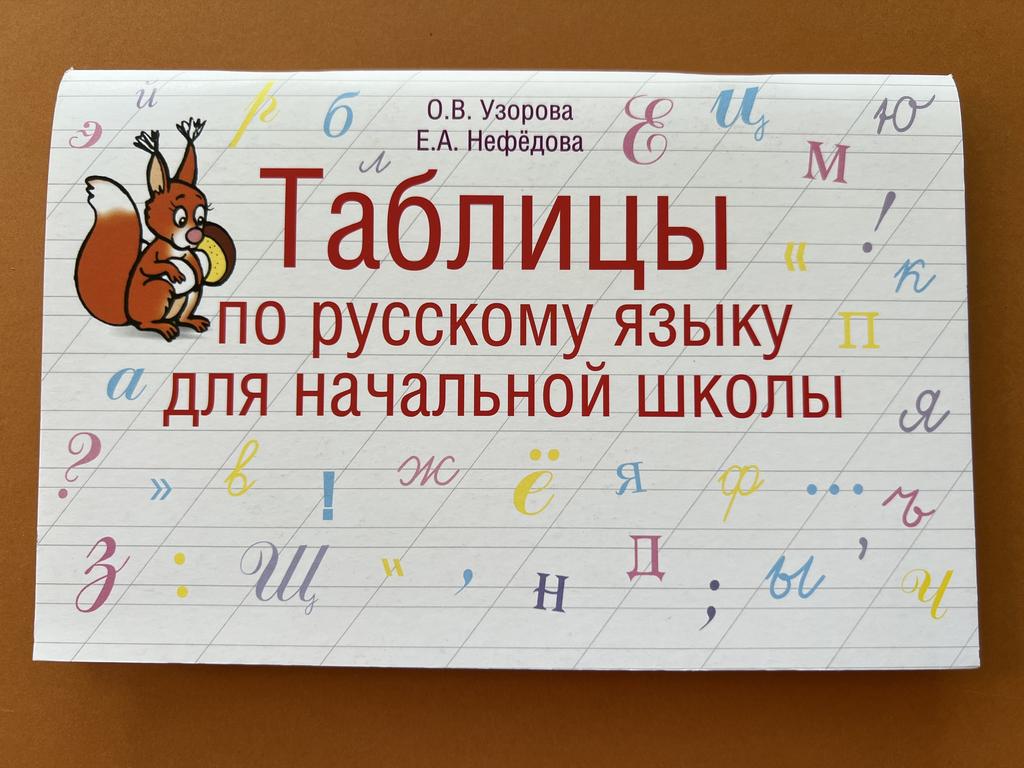 й р б О.В. Узорова Е ц ю
э л Е.А. Нефёдова м
Таблицы !
« к
по русскому языку п
а для начальной школы я
? » в ! ж ё я ф ... ъ
З : Щ « , н д ; ы , ч